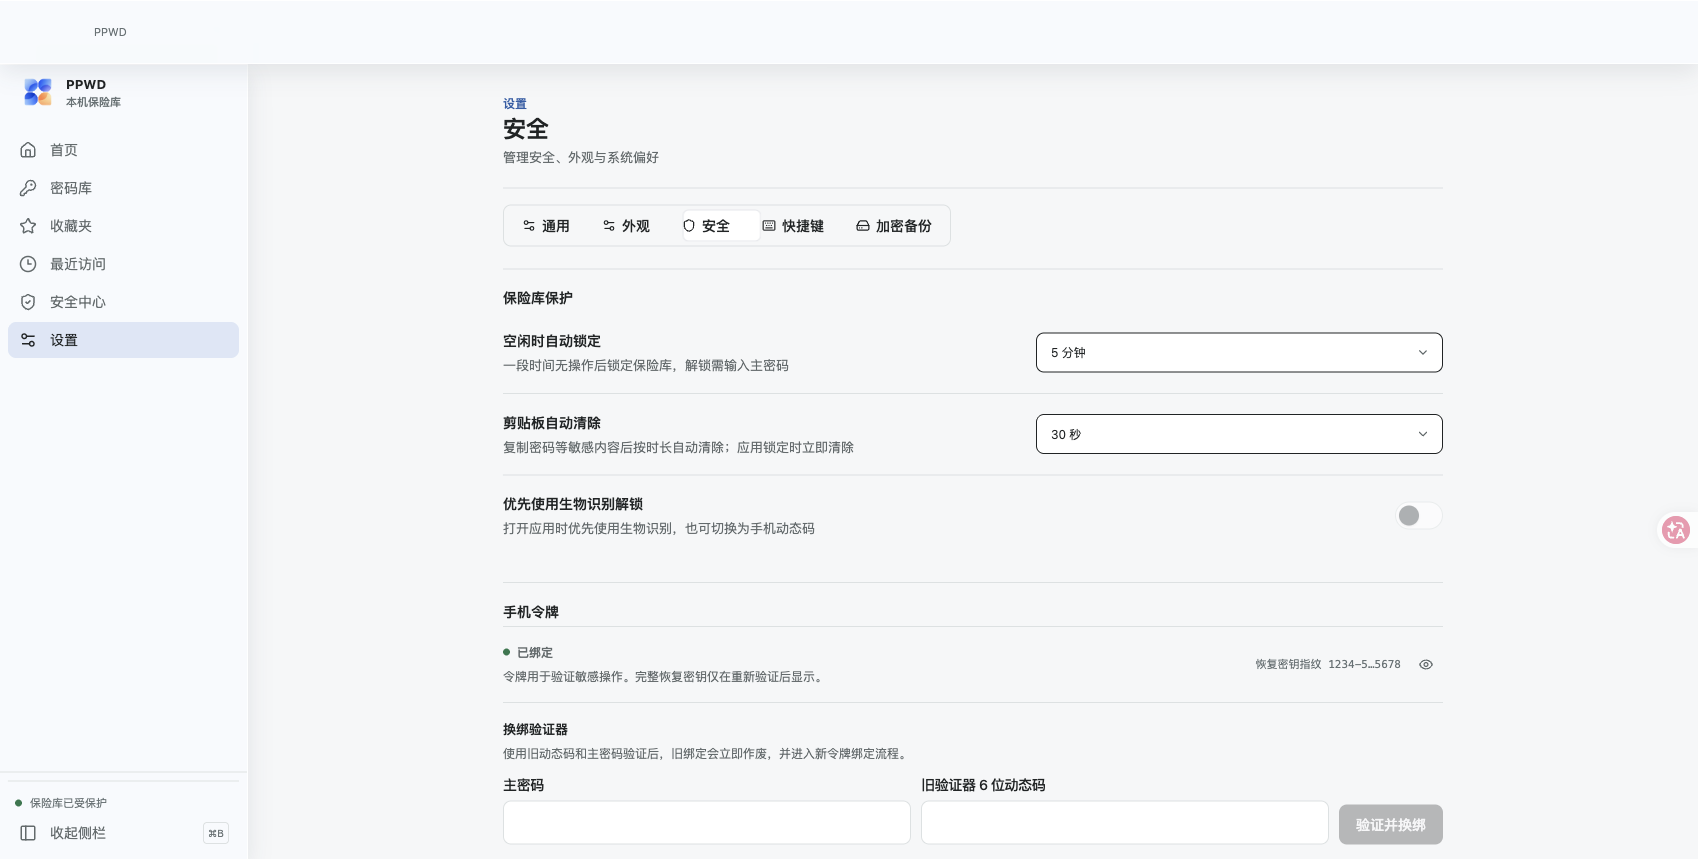 PPWD
PPWD
本机保险库
首页
密码库
收藏夹
最近访问
安全中心
设置
保险库已受保护
收起侧栏 ⌘B
设置
安全
管理安全、外观与系统偏好
通用 外观 安全 快捷键 加密备份
保险库保护
空闲时自动锁定
一段时间无操作后锁定保险库，解锁需输入主密码
5 分钟
剪贴板自动清除
复制密码等敏感内容后按时长自动清除；应用锁定时立即清除
30 秒
优先使用生物识别解锁
打开应用时优先使用生物识别，也可切换为手机动态码
手机令牌
已绑定
令牌用于验证敏感操作。完整恢复密钥仅在重新验证后显示。
恢复密钥指纹 1234-5…5678
换绑验证器
使用旧动态码和主密码验证后，旧绑定会立即作废，并进入新令牌绑定流程。
主密码
旧验证器 6 位动态码
验证并换绑
A